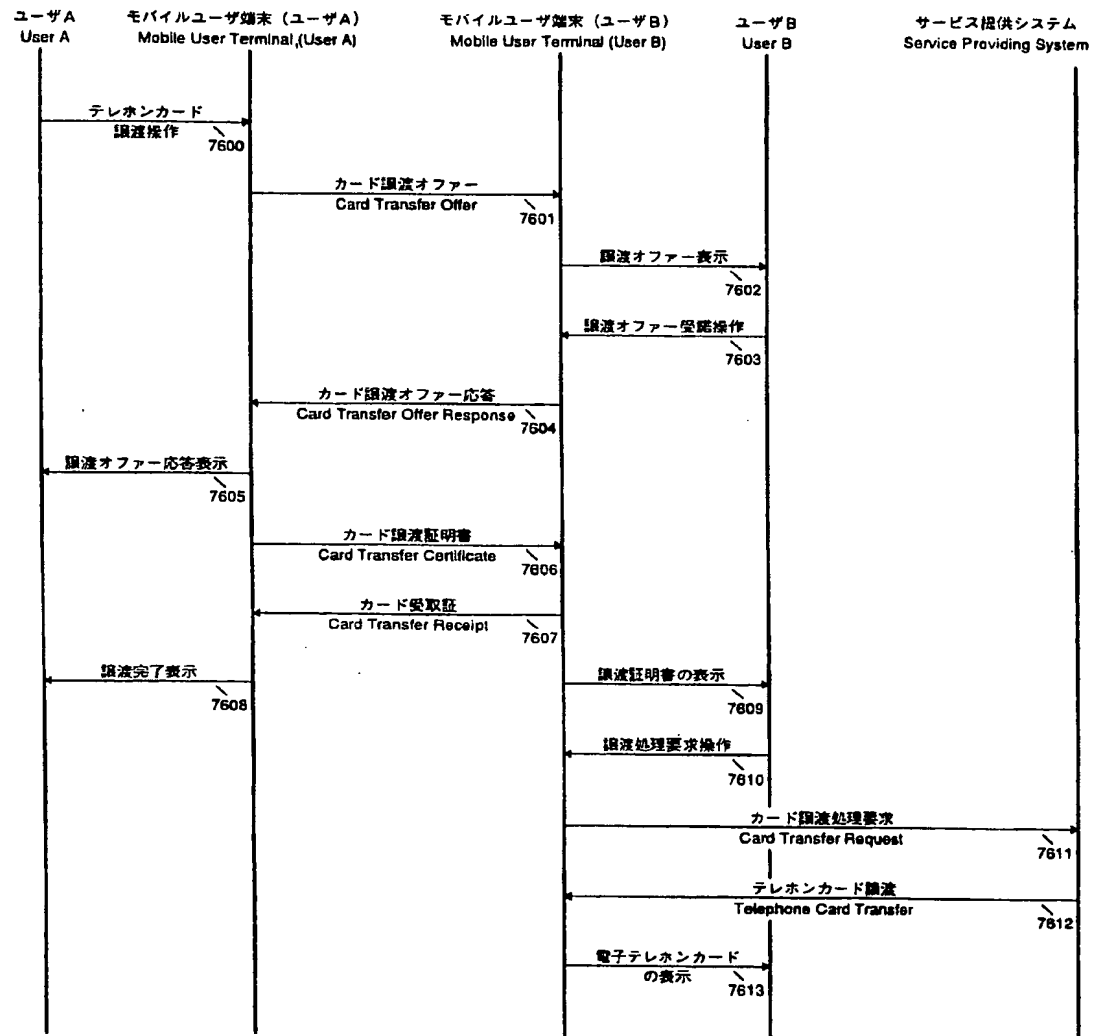 ユーザA
User A
モバイルユーザ端末（ユーザA）
Mobile User Terminal,(User A)
モバイルユーザ端末（ユーザB）
Mobile User Terminal (User B)
ユーザB
User B
サービス提供システム
Service Providing System
テレホンカード
譲渡操作
7600
カード譲渡オファー
Card Transfer Offer
7601
譲渡オファー表示
7602
譲渡オファー受諾操作
7603
カード譲渡オファー応答
Card Transfer Offer Response
7604
譲渡オファー応答表示
7605
カード譲渡証明書
Card Transfer Certificate
7606
カード受取証
Card Transfer Receipt
7607
譲渡完了表示
7608
譲渡証明書の表示
7609
譲渡処理要求操作
7610
カード譲渡処理要求
Card Transfer Request
7611
テレホンカード譲渡
Telephone Card Transfer
7612
電子テレホンカード
の表示
7613